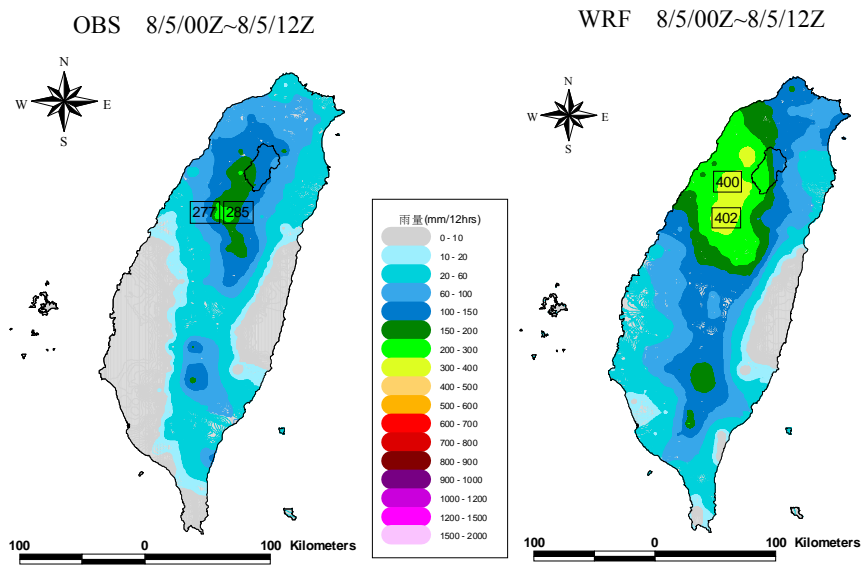 OBS 8/5/00Z~8/5/12Z
WRF 8/5/00Z~8/5/12Z
N
W E
S
N
W E
S
277 285
400
402
雨量(mm/12hrs)
0 - 10
10 - 20
20 - 60
60 - 100
100 - 150
150 - 200
200 - 300
300 - 400
400 - 500
500 - 600
600 - 700
700 - 800
800 - 900
900 - 1000
1000 - 1200
1200 - 1500
1500 - 2000
100 0 100 Kilometers
100 0 100 Kilometers